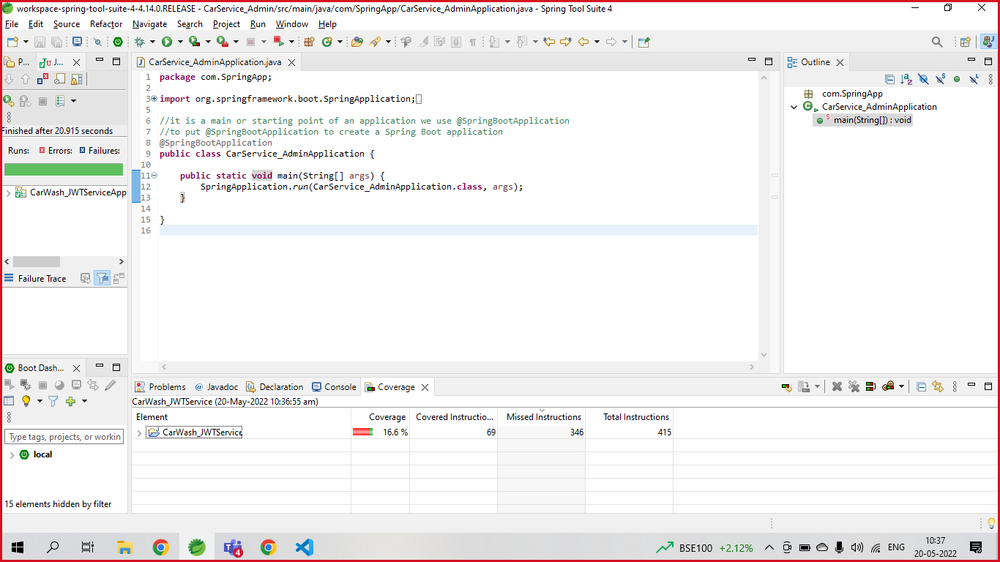 workspace-spring-tool-suite-4-4.14.0.RELEASE - CarService_Admin/src/main/java/com/SpringApp/CarService_AdminApplication.java - Spring Tool Suite 4
File Edit Source Refactor Navigate Search Project Run Window Help
P... J...
Finished after 20.915 seconds
Runs: Errors: Failures:
CarWash_JWTServiceApp
Failure Trace
CarService_AdminApplication.java
1 package com.SpringApp;
2
3 import org.springframework.boot.SpringApplication;
5
6 //it is a main or starting point of an application we use @SpringBootApplication
7 //to put @SpringBootApplication to create a Spring Boot application
8 @SpringBootApplication
9 public class CarService_AdminApplication {
10
11 public static void main(String[] args) {
12 SpringApplication.run(CarService_AdminApplication.class, args);
13 }
14
15 }
16
Outline
com.SpringApp
CarService_AdminApplication
main(String[]) : void
Boot Dash...
Type tags, projects, or workin
local
15 elements hidden by filter
Problems @ Javadoc Declaration Console Coverage
CarWash_JWTService (20-May-2022 10:36:55 am)
Element Coverage Covered Instructio... Missed Instructions Total Instructions
CarWash_JWTService 16.6 % 69 346 415
4
BSE100 +2.12% ENG
10:37
20-05-2022